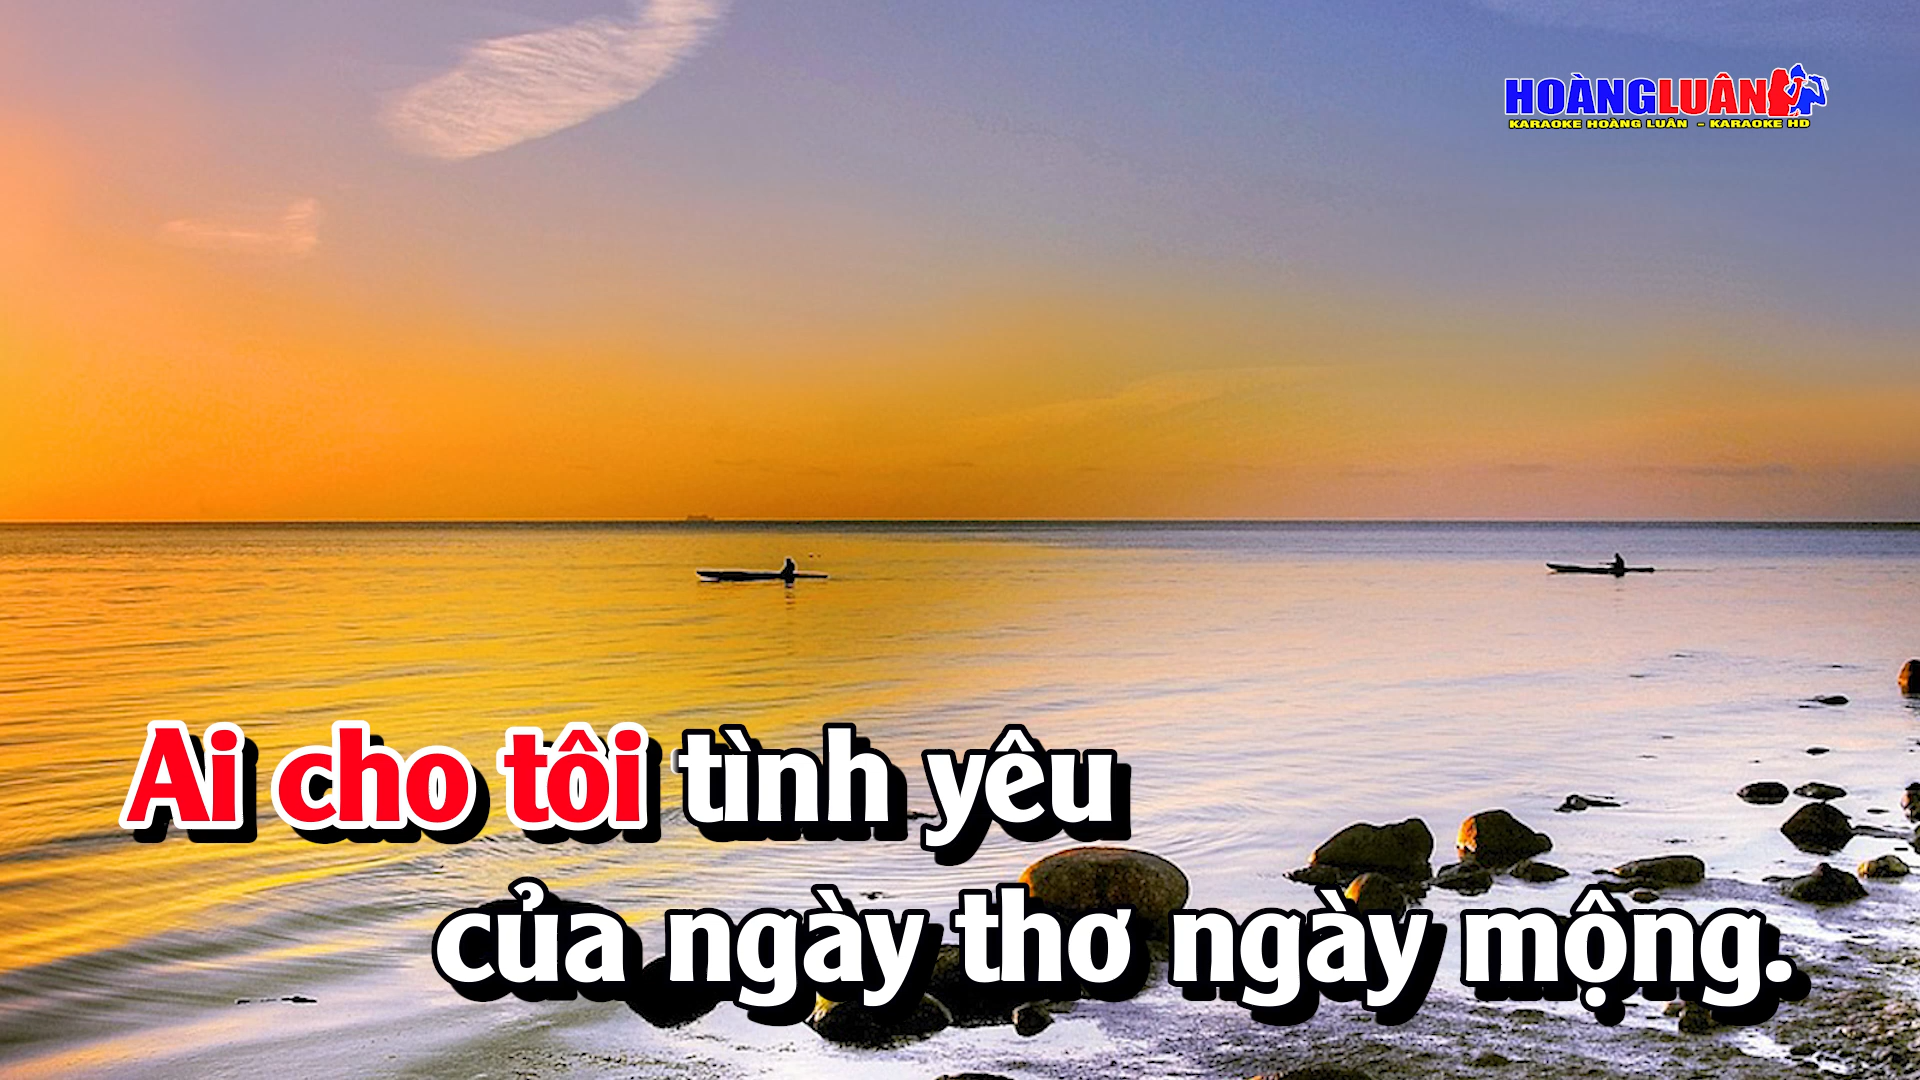 HOÀNGLUÂN
KARAOKE HOÀNG LUÂN - KARAOKE HD
Ai cho tôi tình yêu
của ngày thơ ngày mộng.